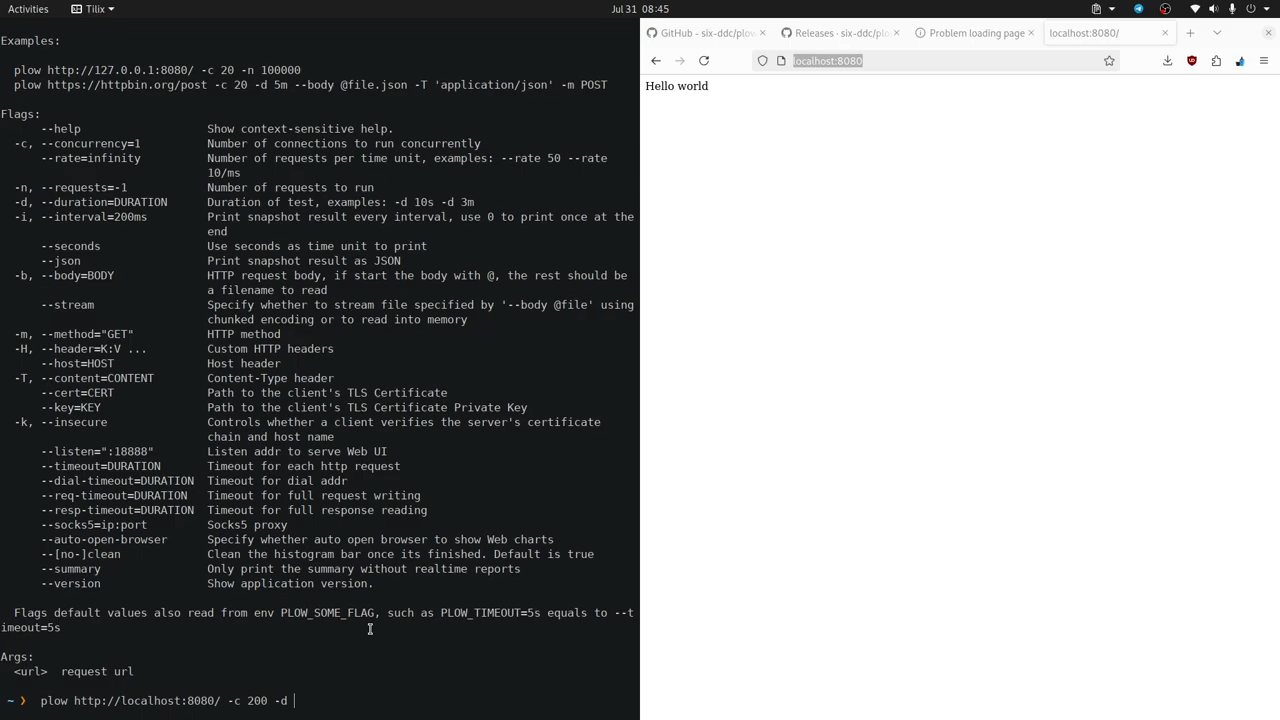 Activities
Tilix
Jul 31 08:45
Examples:
plow http://127.0.0.1:8080/ -c 20 -n 100000
plow https://httpbin.org/post -c 20 -d 5m --body @file.json -T 'application/json' -m POST
Flags:
--help Show context-sensitive help.
-c, --concurrency=1 Number of connections to run concurrently
--rate=infinity Number of requests per time unit, examples: --rate 50 --rate
10/ms
-n, --requests=-1 Number of requests to run
-d, --duration=DURATION Duration of test, examples: -d 10s -d 3m
-i, --interval=200ms Print snapshot result every interval, use 0 to print once at the
end
--seconds Use seconds as time unit to print
--json Print snapshot result as JSON
-b, --body=BODY HTTP request body, if start the body with @, the rest should be
a filename to read
--stream Specify whether to stream file specified by '--body @file' using
chunked encoding or to read into memory
-m, --method="GET" HTTP method
-H, --header=K:V ... Custom HTTP headers
--host=HOST Host header
-T, --content=CONTENT Content-Type header
--cert=CERT Path to the client's TLS Certificate
--key=KEY Path to the client's TLS Certificate Private Key
-k, --insecure Controls whether a client verifies the server's certificate
chain and host name
--listen=":18888" Listen addr to serve Web UI
--timeout=DURATION Timeout for each http request
--dial-timeout=DURATION Timeout for dial addr
--req-timeout=DURATION Timeout for full request writing
--resp-timeout=DURATION Timeout for full response reading
--socks5=ip:port Socks5 proxy
--auto-open-browser Specify whether auto open browser to show Web charts
--[no-]clean Clean the histogram bar once its finished. Default is true
--summary Only print the summary without realtime reports
--version Show application version.
Flags default values also read from env PLOW_SOME_FLAG, such as PLOW_TIMEOUT=5s equals to --t
imeout=5s
Args:
<url> request url
~ ❯ plow http://localhost:8080/ -c 200 -d
GitHub - six-ddc/plow
Releases · six-ddc/plo
Problem loading page
localhost:8080/
localhost:8080
Hello world